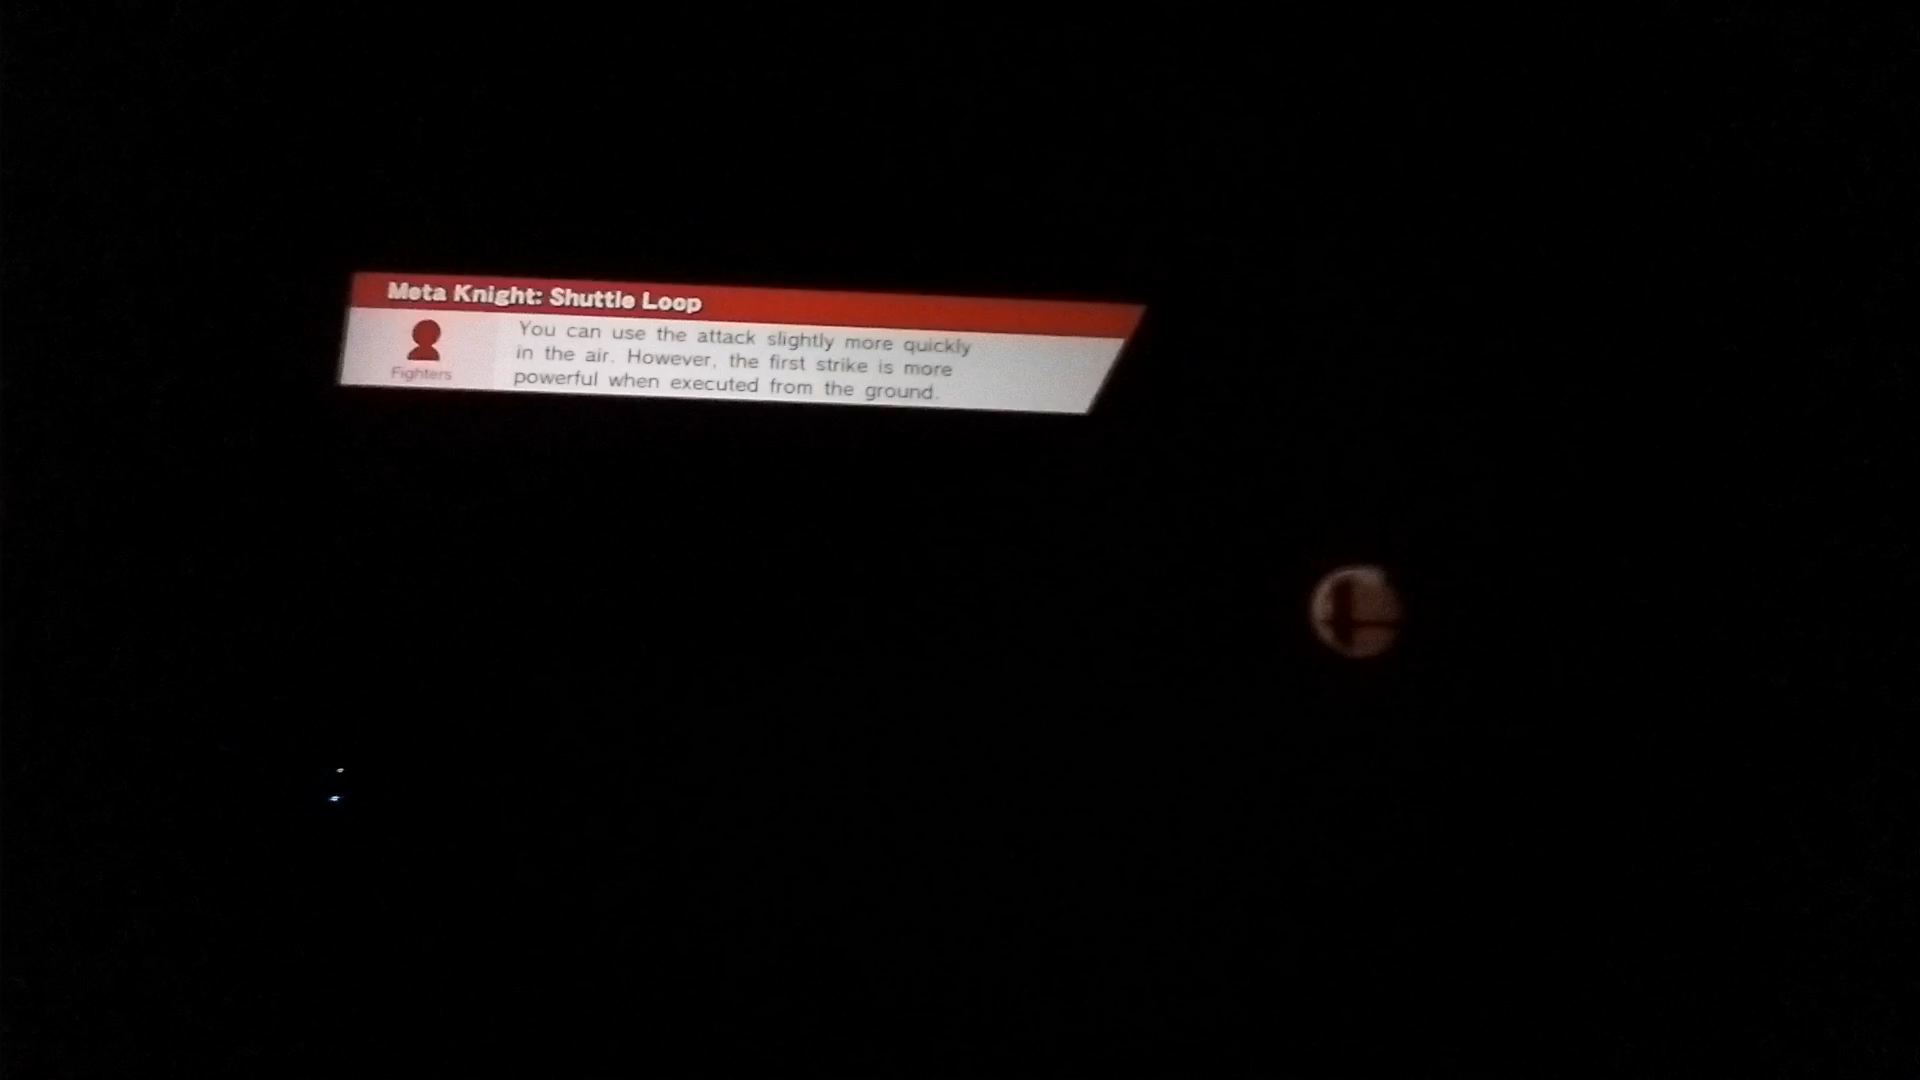 Meta Knight: Shuttle Loop
Fighters
You can use the attack slightly more quickly
in the air. However, the first strike is more
powerful when executed from the ground.